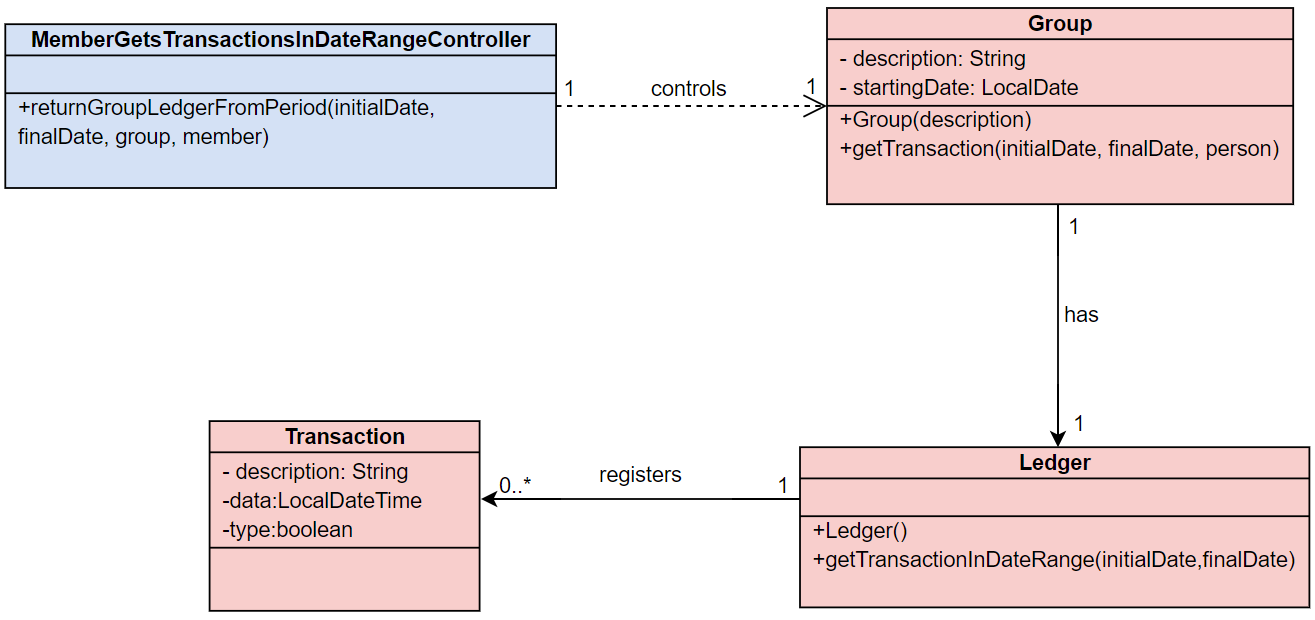 MemberGetsTransactionsInDateRangeController
+returnGroupLedgerFromPeriod(initialDate,
finalDate, group, member)
1
controls
1
Group
- description: String
- startingDate: LocalDate
+Group(description)
+getTransaction(initialDate, finalDate, person)
1
has
1
Transaction
- description: String
-data:LocalDateTime
-type:boolean
0..*
registers
1
Ledger
+Ledger()
+getTransactionInDateRange(initialDate,finalDate)